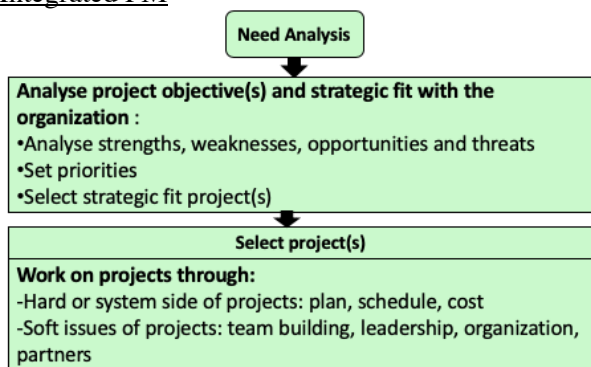 Integrated PM
Need Analysis
Analyse project objective(s) and strategic fit with the
organization :
•Analyse strengths, weaknesses, opportunities and threats
•Set priorities
•Select strategic fit project(s)
Select project(s)
Work on projects through:
-Hard or system side of projects: plan, schedule, cost
-Soft issues of projects: team building, leadership, organization,
partners